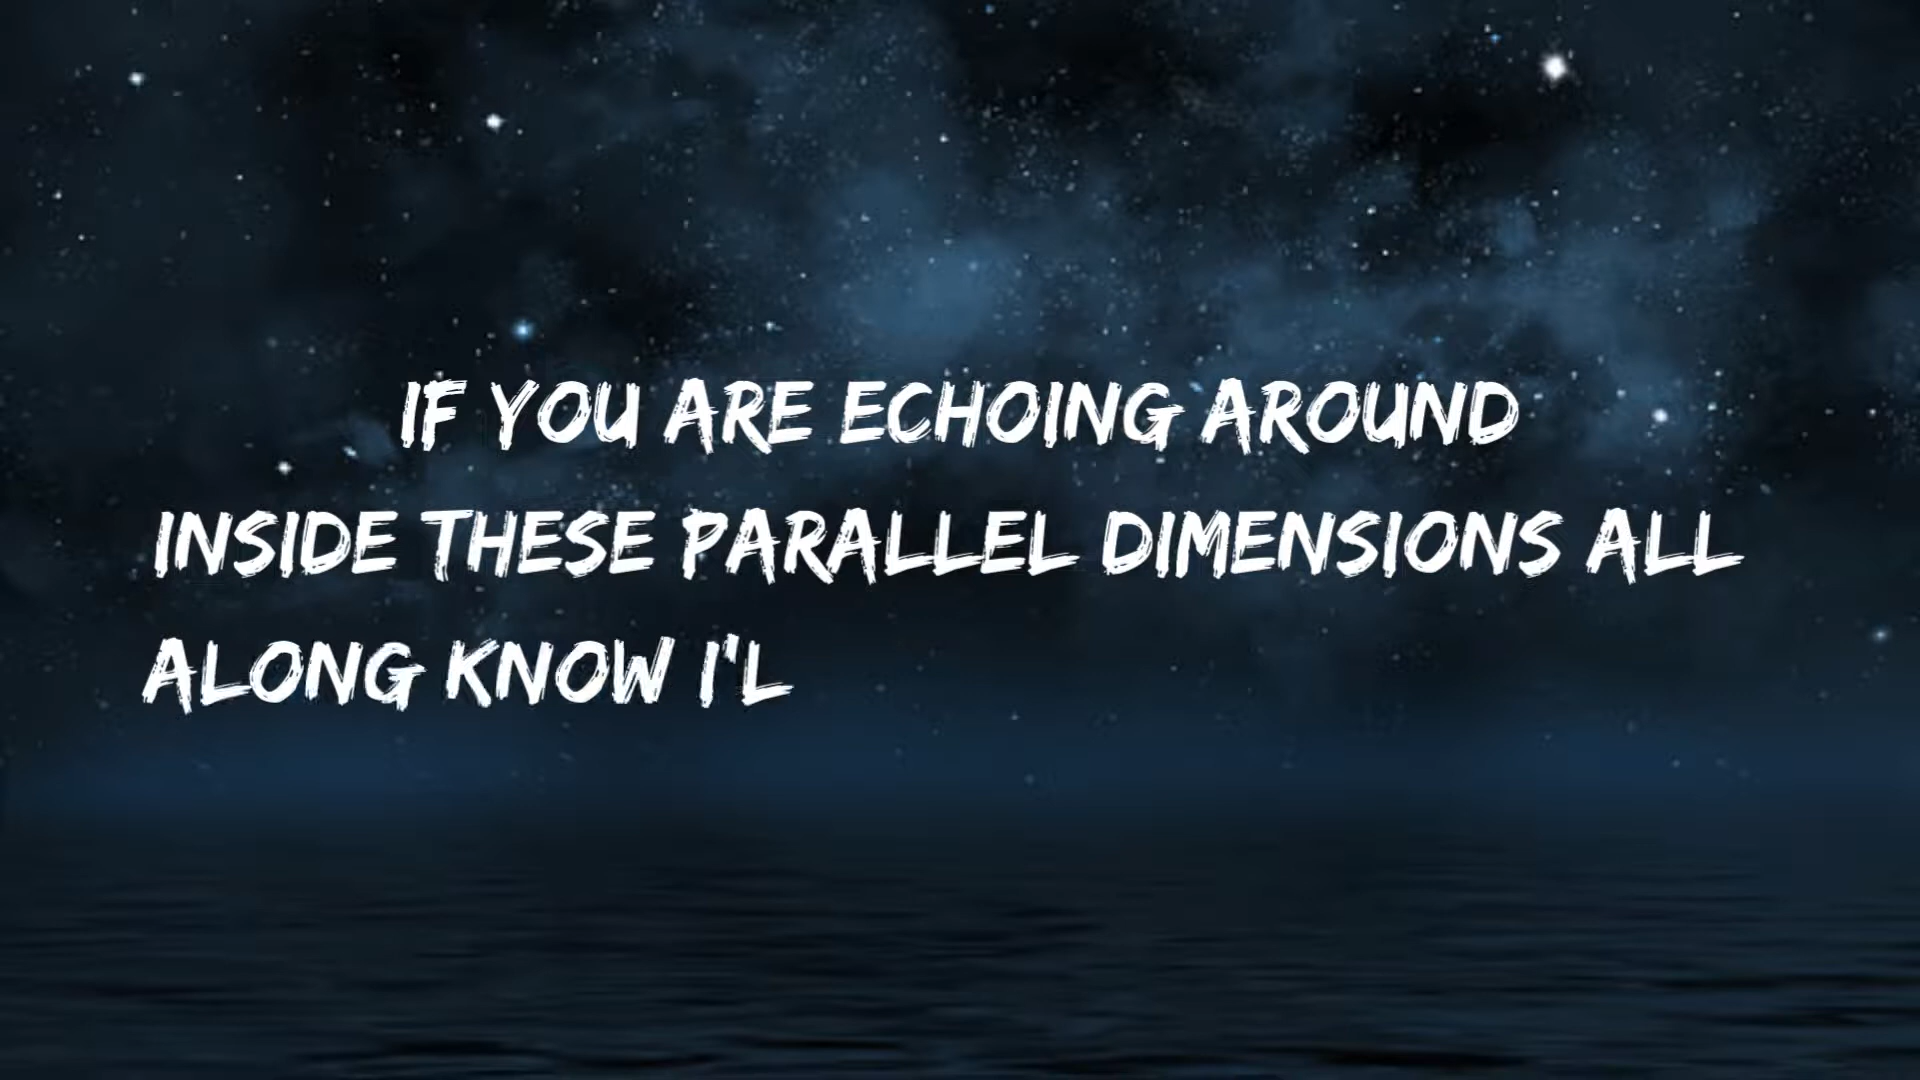 IF YOU ARE ECHOING AROUND
INSIDE THESE PARALLEL DIMENSIONS ALL
ALONG KNOW I'L